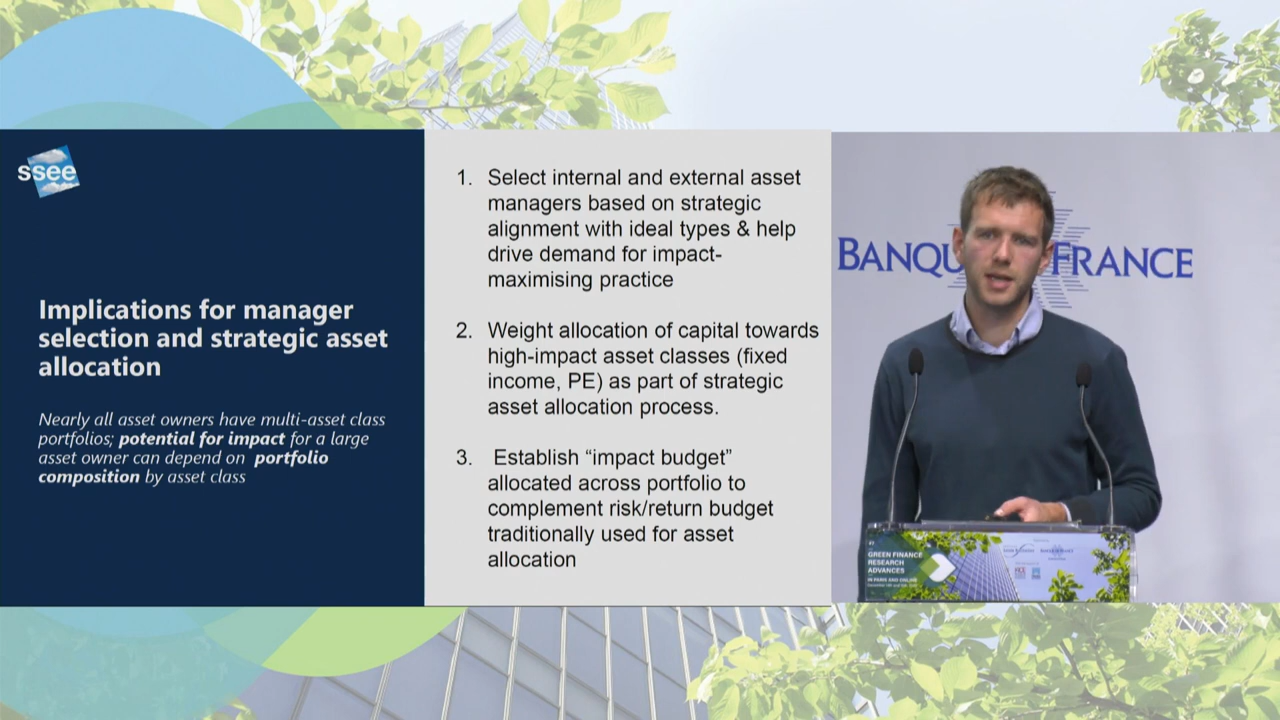 ssee
Implications for manager
selection and strategic asset
allocation
Nearly all asset owners have multi-asset class
portfolios; potential for impact for a large
asset owner can depend on portfolio
composition by asset class
1. Select internal and external asset
managers based on strategic
alignment with ideal types & help
drive demand for impact-
maximising practice
2. Weight allocation of capital towards
high-impact asset classes (fixed
income, PE) as part of strategic
asset allocation process.
3. Establish “impact budget”
allocated across portfolio to
complement risk/return budget
traditionally used for asset
allocation
BANQU FRANCE
GREEN FINANCE
RESEARCH
ADVANCES
IN PARIS AND ONLINE